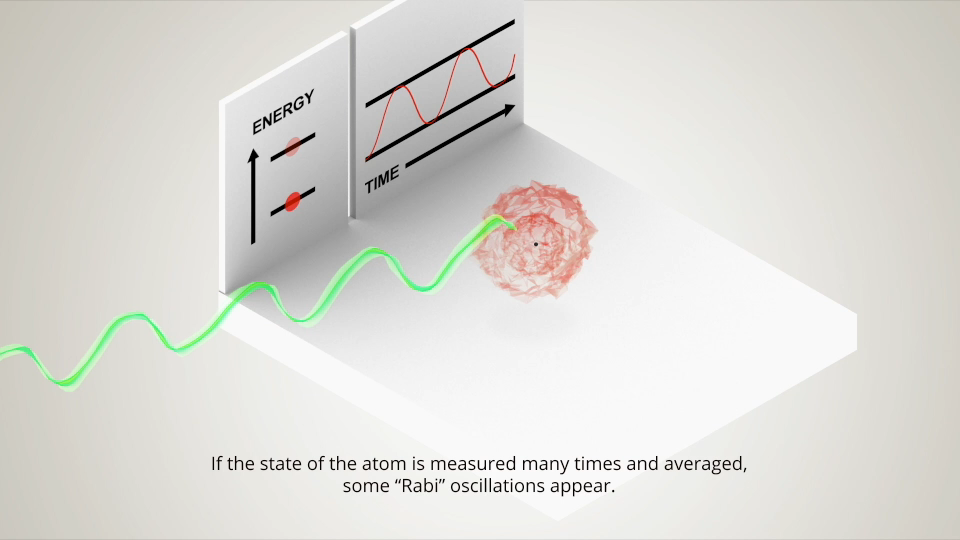 ENERGY
TIME
If the state of the atom is measured many times and averaged,
some “Rabi” oscillations appear.